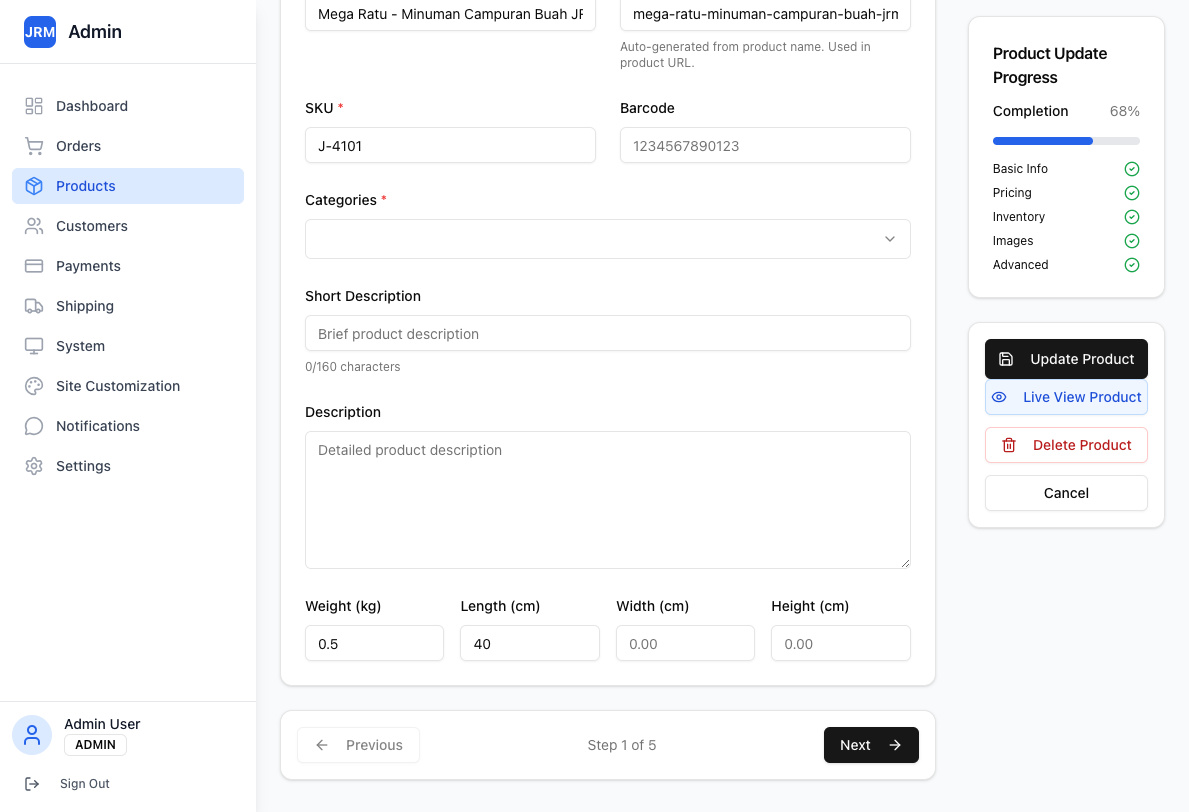 JRM Admin
Dashboard
Orders
Products
Customers
Payments
Shipping
System
Site Customization
Notifications
Settings
Admin User
ADMIN
Sign Out
Mega Ratu - Minuman Campuran Buah JF
mega-ratu-minuman-campuran-buah-jrm
Auto-generated from product name. Used in
product URL.
SKU *
Barcode
J-4101
1234567890123
Categories *
Short Description
Brief product description
0/160 characters
Description
Detailed product description
Weight (kg)
Length (cm)
Width (cm)
Height (cm)
0.5
40
0.00
0.00
Previous
Step 1 of 5
Next
Product Update
Progress
Completion 68%
Basic Info
Pricing
Inventory
Images
Advanced
Update Product
Live View Product
Delete Product
Cancel